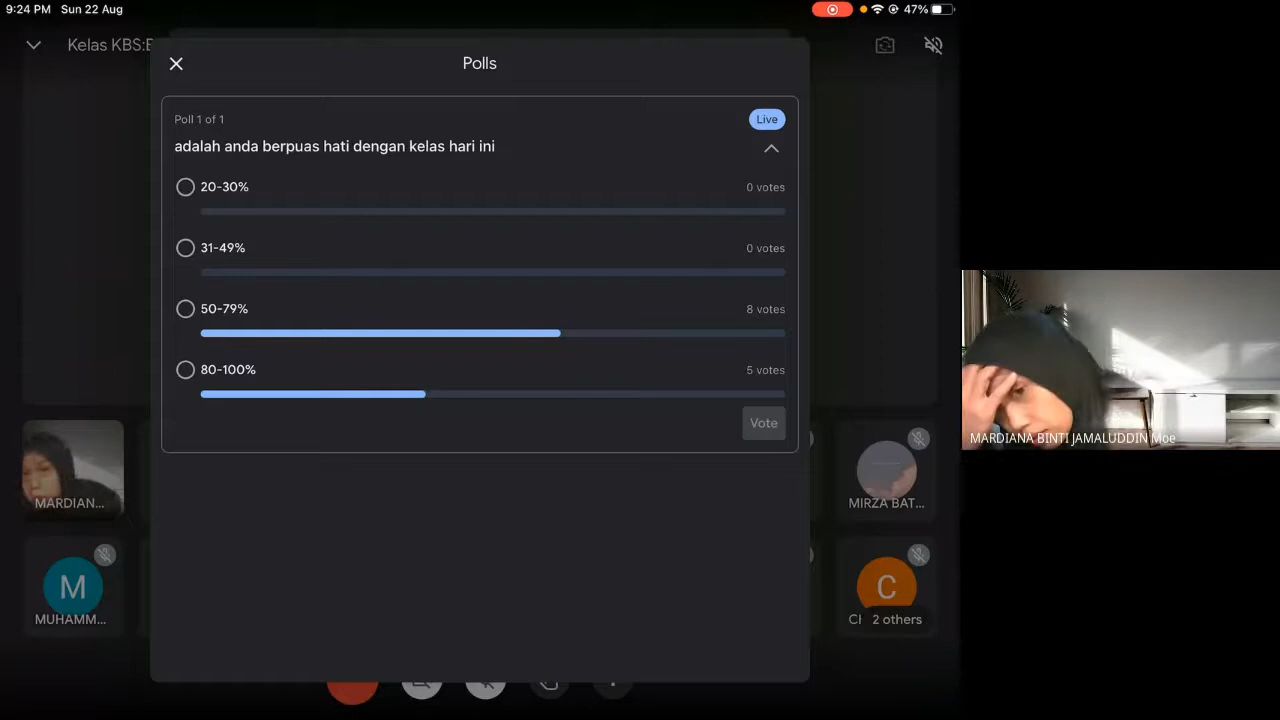 9:24 PM Sun 22 Aug
47%
Kelas KBS:E
Polls
Poll 1 of 1
Live
adalah anda berpuas hati dengan kelas hari ini
20-30% 0 votes
31-49% 0 votes
50-79% 8 votes
80-100% 5 votes
Vote
MARDIANA BINTI JAMALUDDIN Moe
MARDIAN...
MIRZA BAT...
M
MUHAMM...
C
2 others